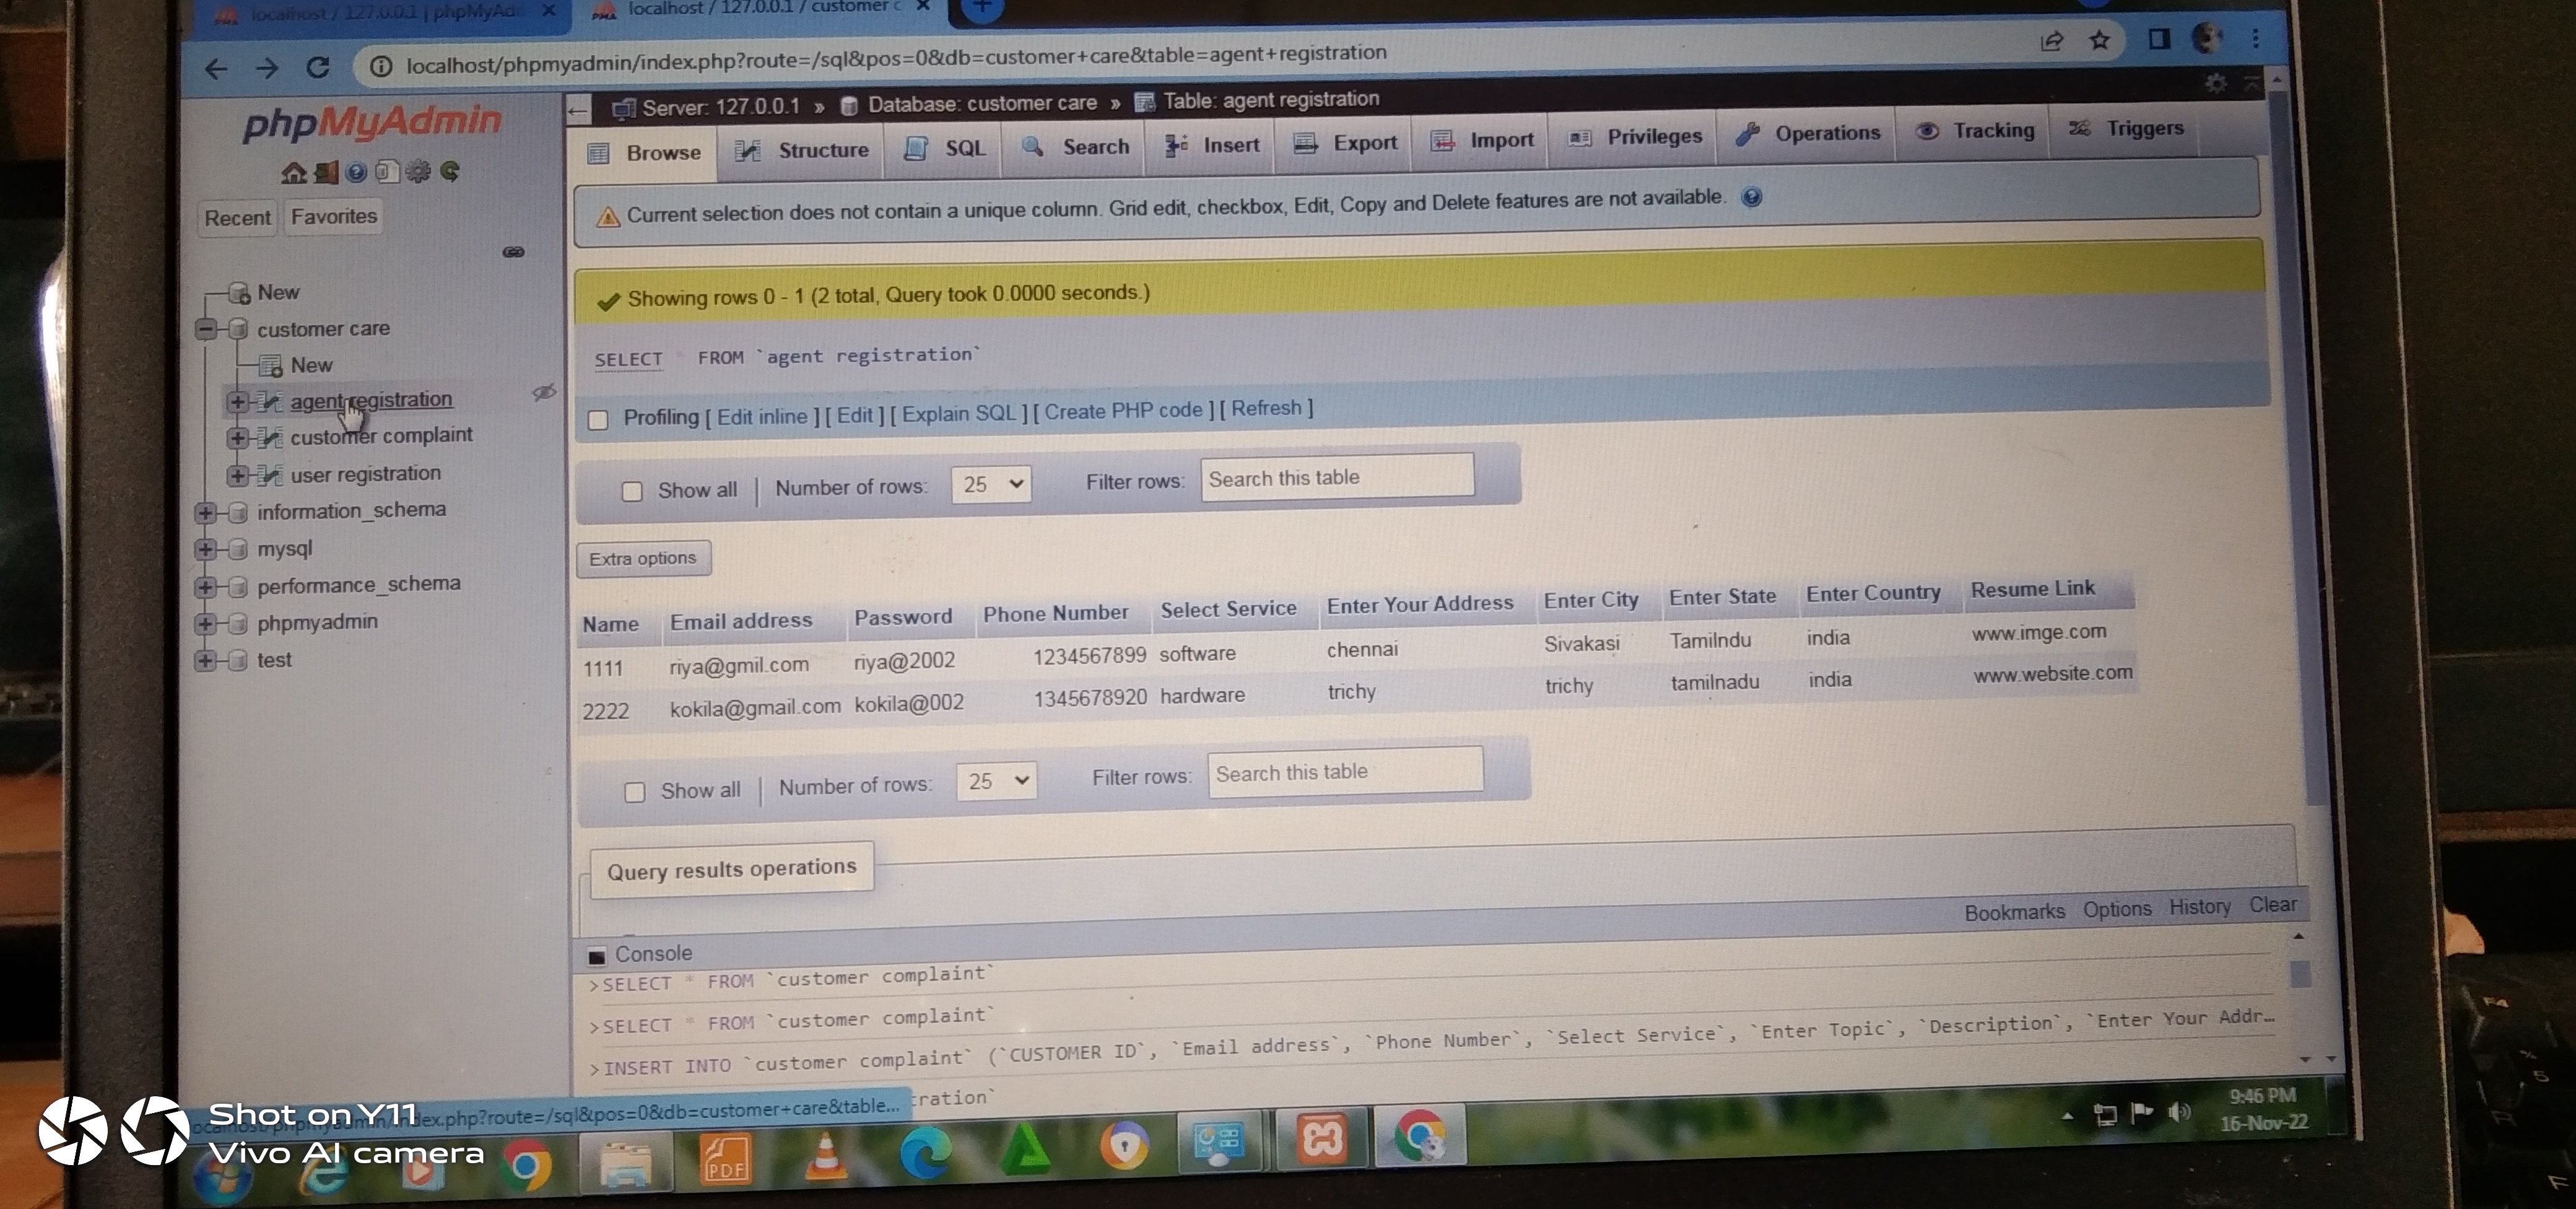 localhost / 127.0.0.1 | phpMyAd
localhost / 127.0.0.1 / customer c
localhost/phpmyadmin/index.php?route=/sql&pos=0&db=customer+care&table=agent+registration
phpMyAdmin
Recent Favorites
New
customer care
New
agent registration
customer complaint
user registration
information_schema
mysql
performance_schema
phpmyadmin
test
Server: 127.0.0.1 » Database: customer care » Table: agent registration
Browse Structure SQL Search Insert Export Import Privileges Operations Tracking Triggers
Current selection does not contain a unique column. Grid edit, checkbox, Edit, Copy and Delete features are not available.
Showing rows 0 - 1 (2 total, Query took 0.0000 seconds.)
SELECT * FROM `agent registration`
Profiling [ Edit inline ] [ Edit ] [ Explain SQL ] [ Create PHP code ] [ Refresh ]
Show all | Number of rows: 25 Filter rows: Search this table
Extra options
Name Email address Password Phone Number Select Service Enter Your Address Enter City Enter State Enter Country Resume Link
1111 riya@gmil.com riya@2002 1234567899 software chennai Sivakasi Tamilndu india www.imge.com
2222 kokila@gmail.com kokila@002 1345678920 hardware trichy trichy tamilnadu india www.website.com
Show all | Number of rows: 25 Filter rows: Search this table
Query results operations
Bookmarks Options History Clear
Console
>SELECT * FROM `customer complaint`
>SELECT * FROM `customer complaint`
>INSERT INTO `customer complaint` (`CUSTOMER ID`, `Email address`, `Phone Number`, `Select Service`, `Enter Topic`, `Description`, `Enter Your Addr…
ration`
index.php?route=/sql&pos=0&db=customer+care&table...
Shot on Y11
Vivo AI camera
PDF
9:46 PM
16-Nov-22
F4
%
5
R
F